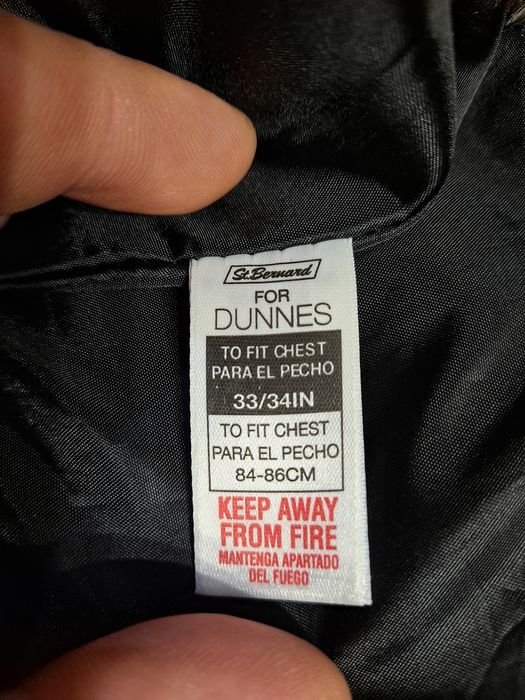 St.Bernard
FOR
DUNNES
TO FIT CHEST
PARA EL PECHO
33/34IN
TO FIT CHEST
PARA EL PECHO
84-86CM
KEEP AWAY
FROM FIRE
MANTENGA APARTADO
DEL FUEGO